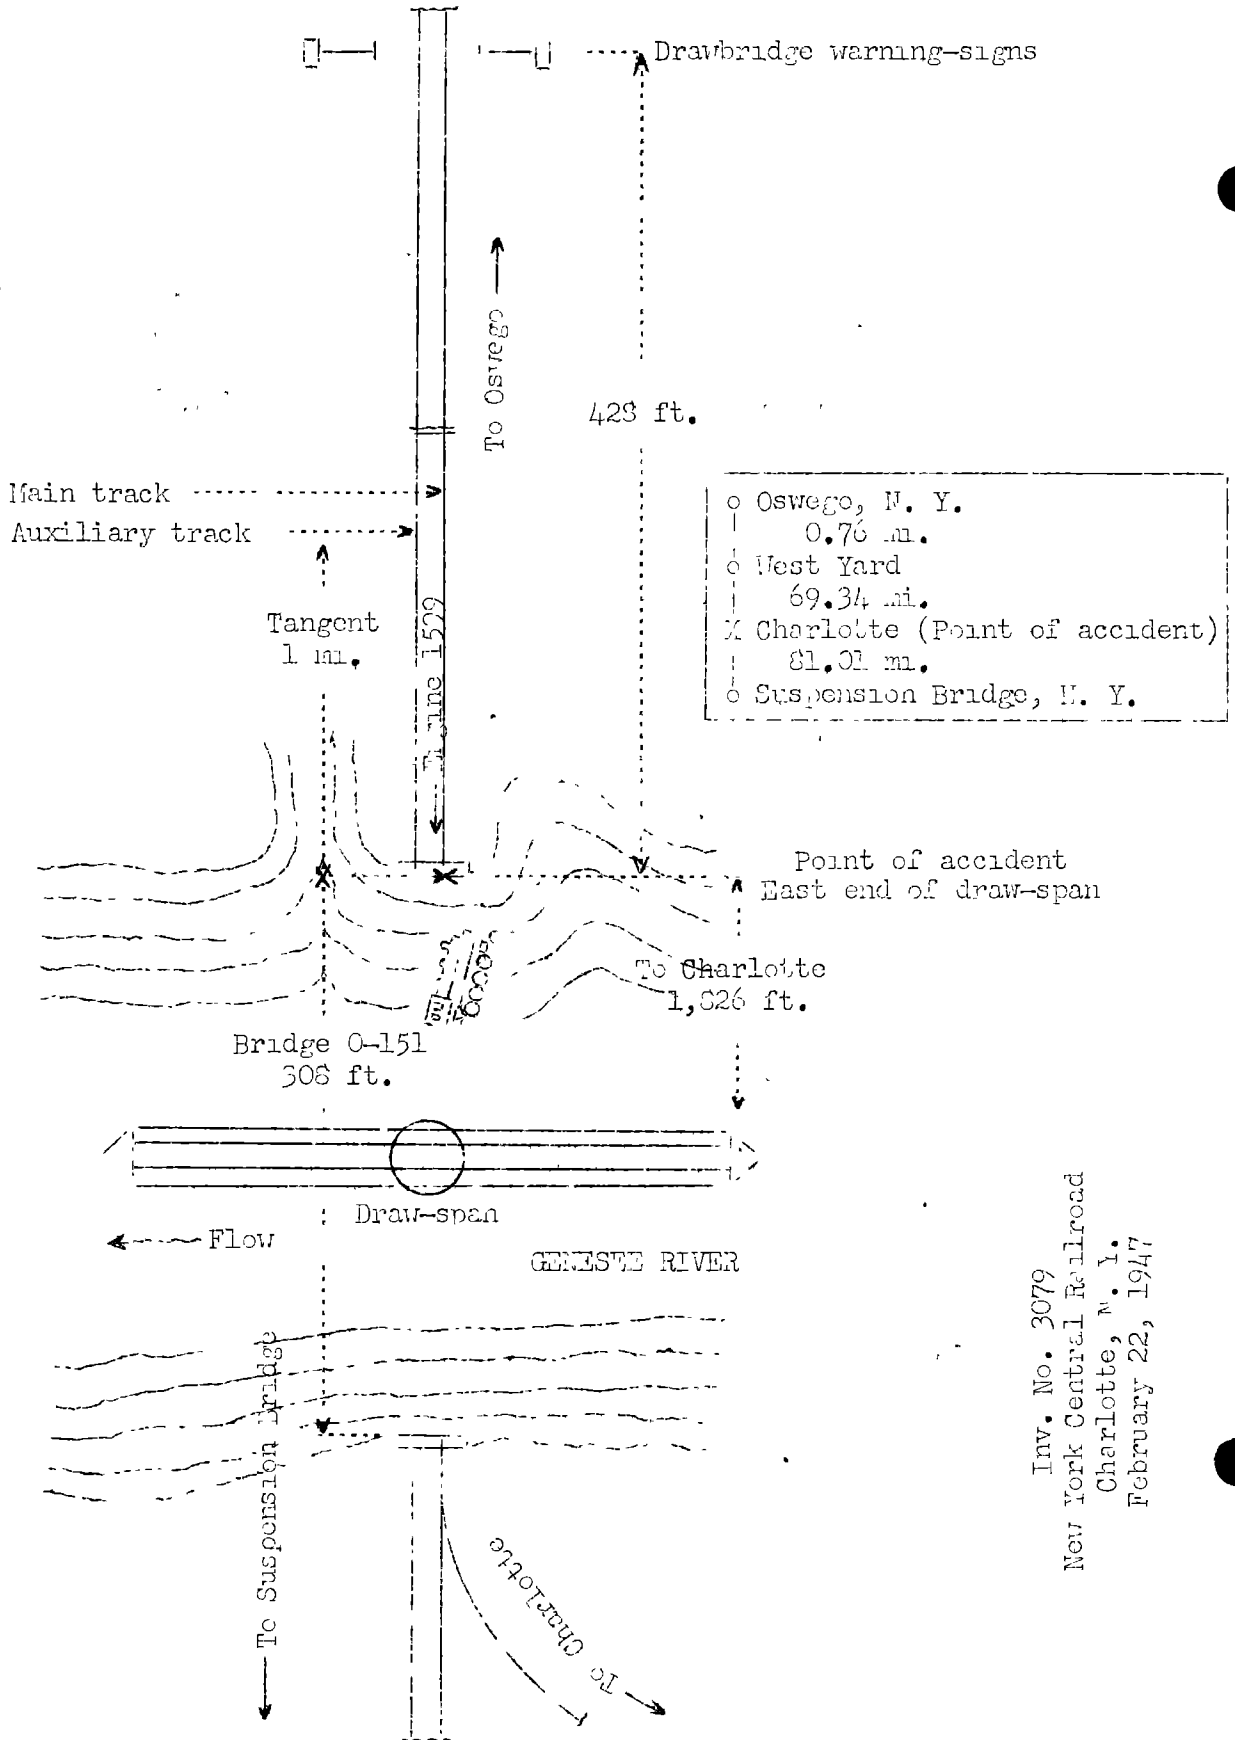 Drawbridge warning-signs
To Oswego
428 ft.
Main track
Auxiliary track
Oswego, N. Y.
0.76 mi.
West Yard
69.34 mi.
X Charlotte (Point of accident)
81.01 mi.
Suspension Bridge, N. Y.
Tangent
1 mi.
Engine 1599
Point of accident
East end of draw-span
To Charlotte
1,826 ft.
Bridge O-151
308 ft.
Draw-span
Flow
GENESEE RIVER
To Suspension Bridge
To Charlotte
Inv. No. 3079
New York Central Railroad
Charlotte, N. Y.
February 22, 1947